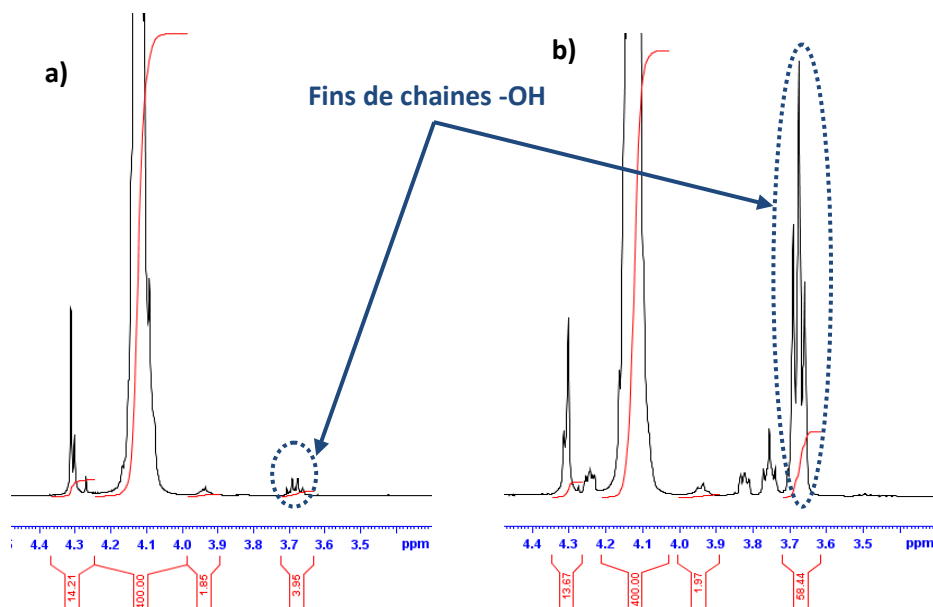 a)
b)
Fins de chaines -OH
4.4 4.3 4.2 4.1 4.0 3.9 3.8 3.7 3.6 3.5 ppm
4.4 4.3 4.2 4.1 4.0 3.9 3.8 3.7 3.6 3.5 ppm
14.21 400.00 1.85 3.95
13.67 400.00 1.97 58.44